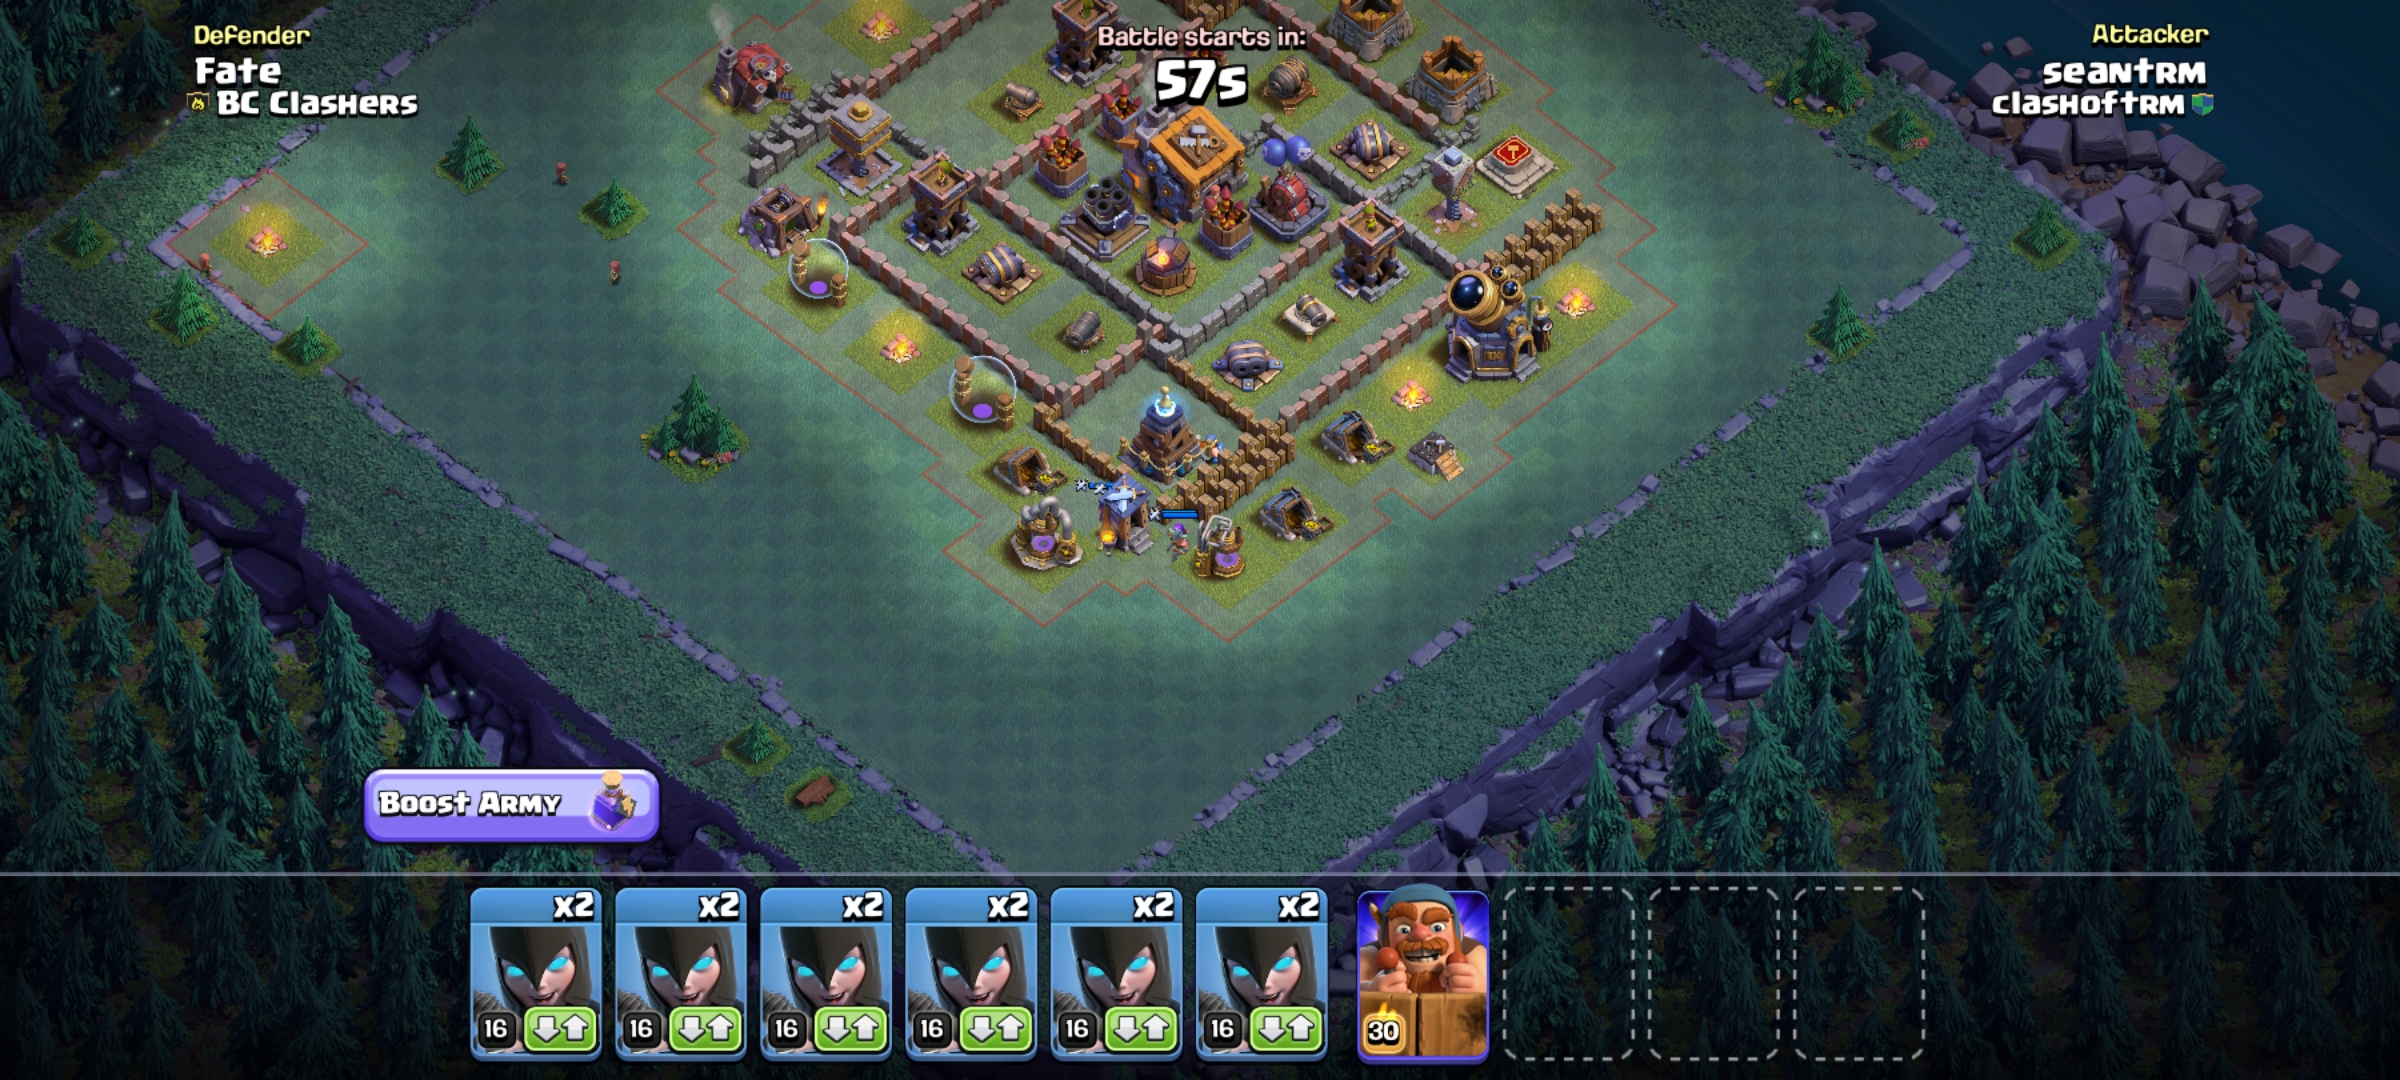 Defender
Fate
BC Clashers
Battle starts in:
57s
Attacker
seantRM
clashoftRM
Boost Army
x2
x2
x2
x2
x2
x2
16
16
16
16
16
16
30